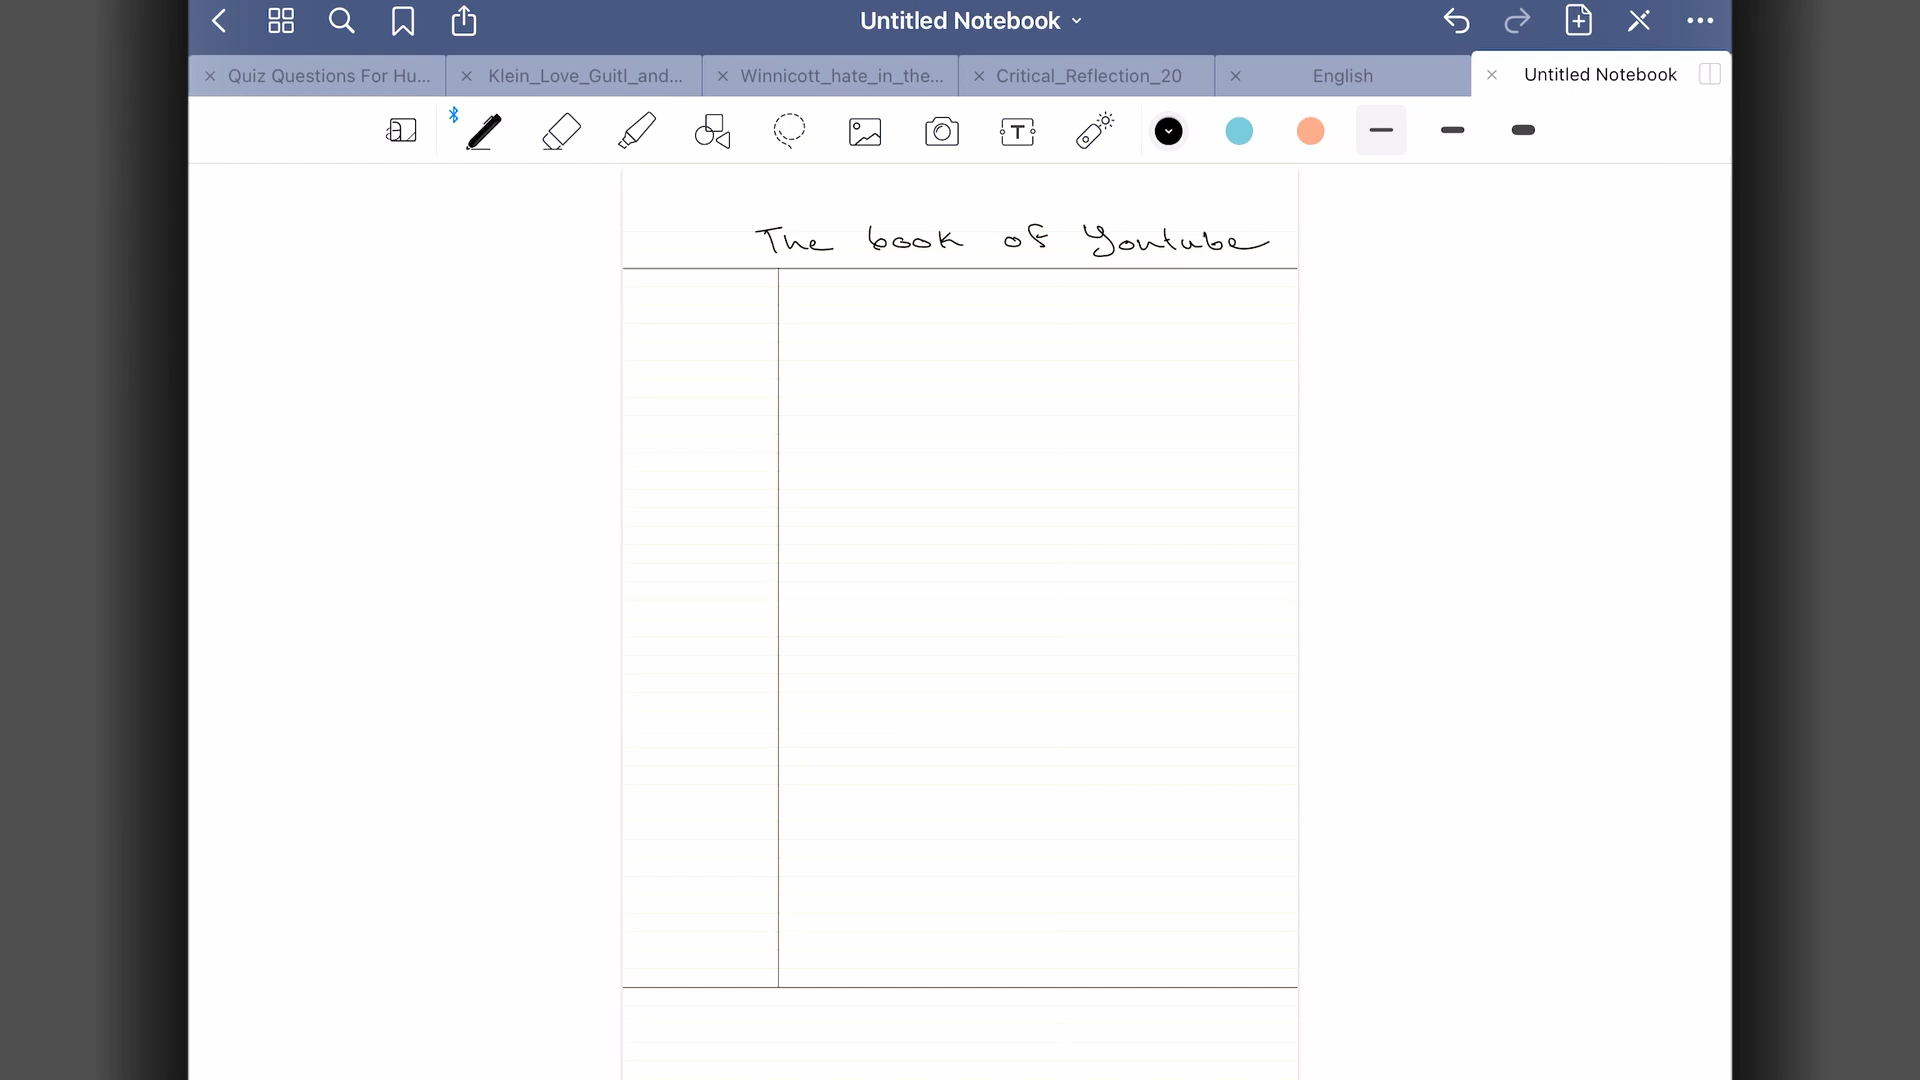 Untitled Notebook
Quiz Questions For Hu...
Klein_Love_Guitl_and...
Winnicott_hate_in_the...
Critical_Reflection_20
English
Untitled Notebook
T
The book of Youtube